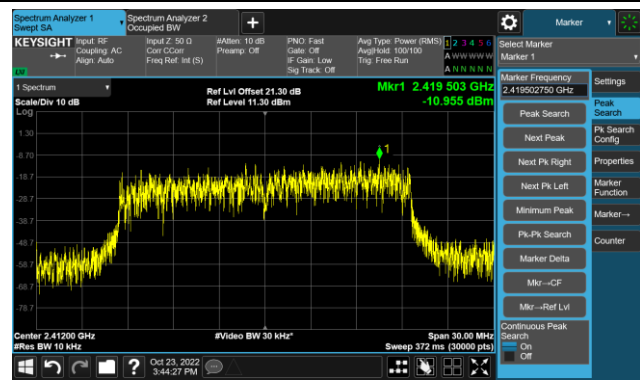 Spectrum Analyzer 1
Swept SA
Spectrum Analyzer 2
Occupied BW
Marker
KEYSIGHT
Input: RF
Coupling: AC
Align: Auto
Input Z: 50 Ω
Corr CCorr
Freq Ref: Int (S)
#Atten: 10 dB
Preamp: Off
PNO: Fast
Gate: Off
IF Gain: Low
Sig Track: Off
Avg Type: Power (RMS)
Avg|Hold: 100/100
Trig: Free Run
1 2 3 4 5 6
A W W W W W
A N N N N N
Select Marker
Marker 1
1 Spectrum
Scale/Div 10 dB
Ref Lvl Offset 21.30 dB
Ref Level 11.30 dBm
Mkr1 2.419 503 GHz
-10.955 dBm
Log
1.30
-8.70
-18.7
-28.7
-38.7
-48.7
-58.7
-68.7
-78.7
1
Center 2.41200 GHz
#Res BW 10 kHz
#Video BW 30 kHz*
Span 30.00 MHz
Sweep 372 ms (30000 pts)
Marker Frequency
2.419502750 GHz
Peak Search
Next Peak
Next Pk Right
Next Pk Left
Minimum Peak
Pk-Pk Search
Marker Delta
Mkr→CF
Mkr→Ref Lvl
Continuous Peak
Search
On
Off
Settings
Peak
Search
Pk Search
Config
Properties
Marker
Function
Marker→
Counter
Oct 23, 2022
3:44:27 PM